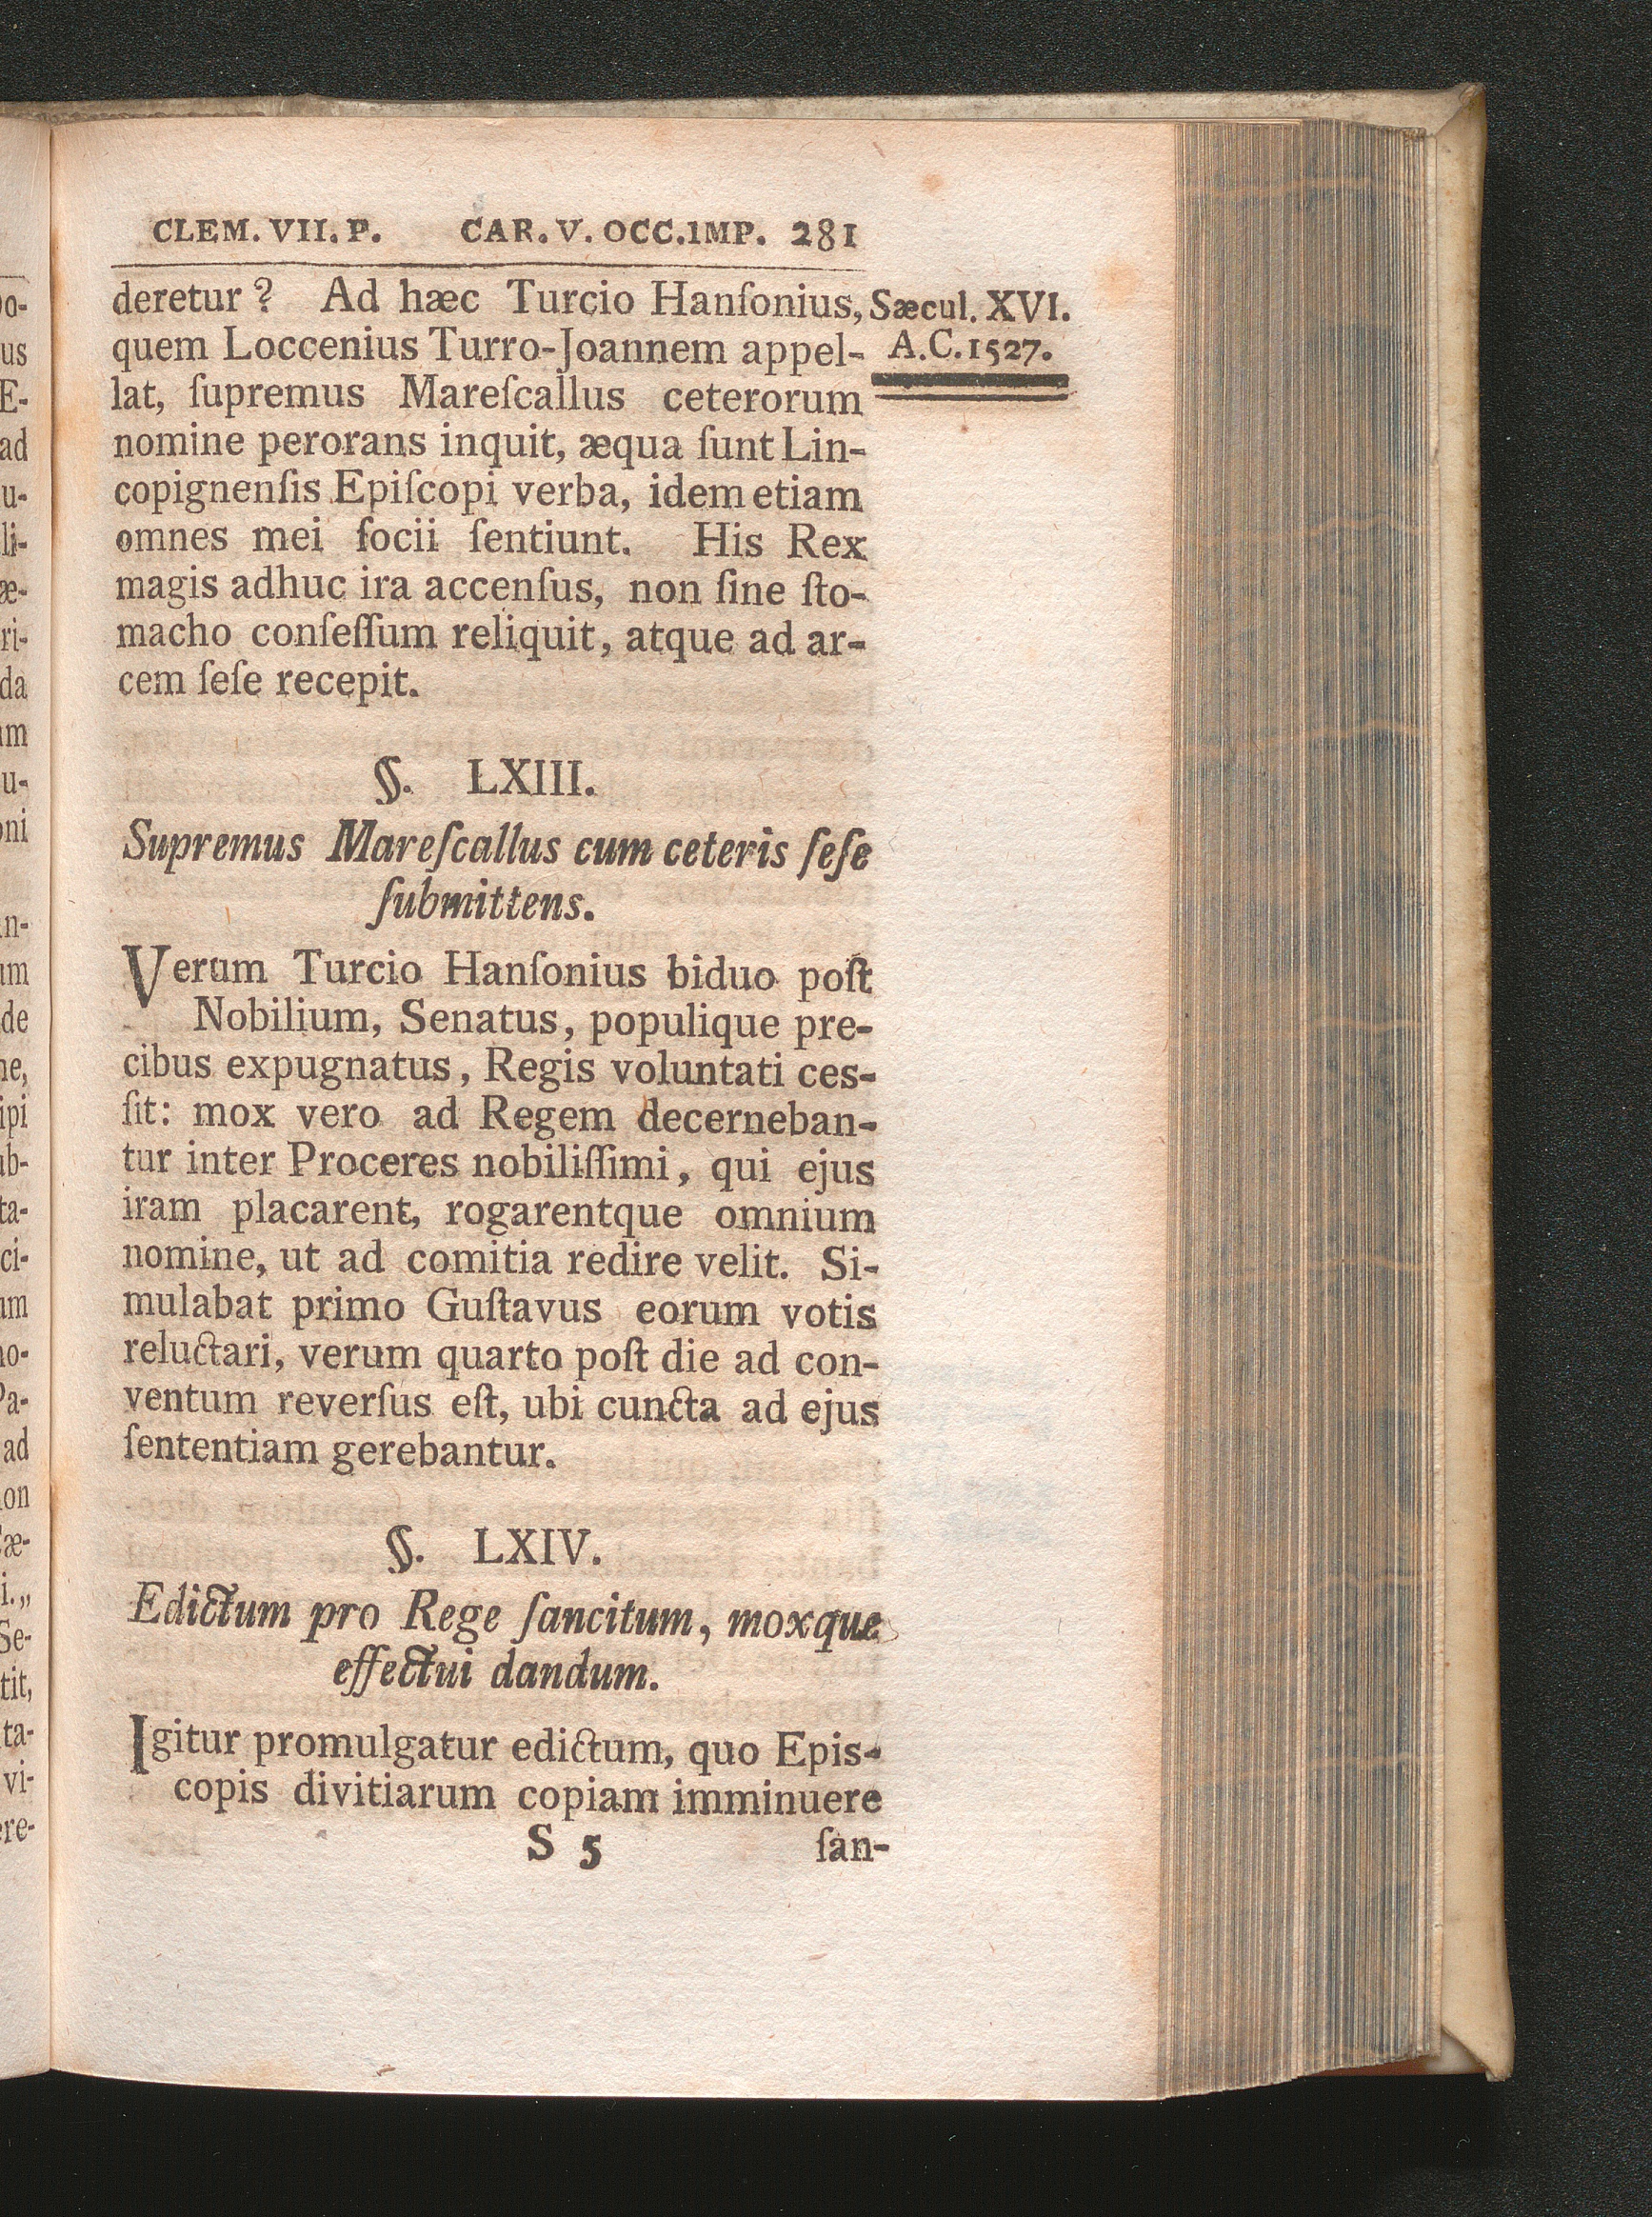 CLEM. VII. P. CAR. V. OCC. IMP. 281
deretur? Ad hæc Turcio Hanſonius,
Sæcul. XVI.
A.C. 1527.
quem Loccenius Turro-Joannem appel-
lat, ſupremus Mareſcallus ceterorum
nomine perorans inquit, æqua ſunt Lin-
copignenſis Epiſcopi verba, idem etiam
omnes mei ſocii ſentiunt. His Rex
magis adhuc ira accenſus, non ſine ſto-
macho conſeſſum reliquit, atque ad ar-
cem ſeſe recepit.
§. LXIII.
Supremus Mareſcallus cum ceteris ſeſe
ſubmittens.
Verum Turcio Hanſonius biduo poſt
Nobilium, Senatus, populique pre-
cibus expugnatus, Regis voluntati ces-
ſit: mox vero ad Regem decerneban-
tur inter Proceres nobiliſſimi, qui ejus
iram placarent, rogarentque omnium
nomine, ut ad comitia redire velit. Si-
mulabat primo Guſtavus eorum votis
reluctari, verum quarto poſt die ad con-
ventum reverſus eſt, ubi cuncta ad ejus
ſententiam gerebantur.
§. LXIV.
Edictum pro Rege ſancitum, moxque
effectui dandum.
Igitur promulgatur edictum, quo Epis-
copis divitiarum copiam imminuere
S 5 ſan-